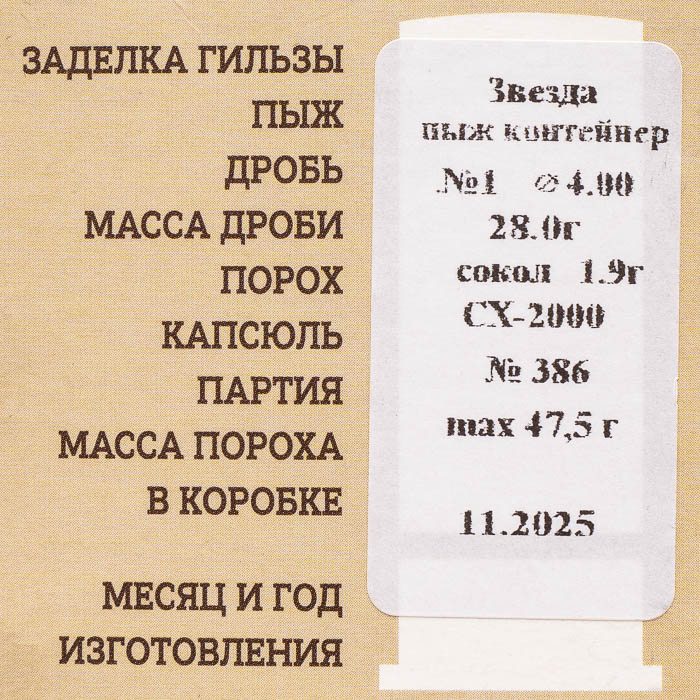 ЗАДЕЛКА ГИЛЬЗЫ Звезда
ПЫЖ пыж контейнер
ДРОБЬ №1 ⌀ 4.00
МАССА ДРОБИ 28.0г
ПОРОХ сокол 1.9г
КАПСЮЛЬ СХ-2000
ПАРТИЯ № 386
МАССА ПОРОХА max 47,5 г
В КОРОБКЕ
11.2025
МЕСЯЦ И ГОД
ИЗГОТОВЛЕНИЯ